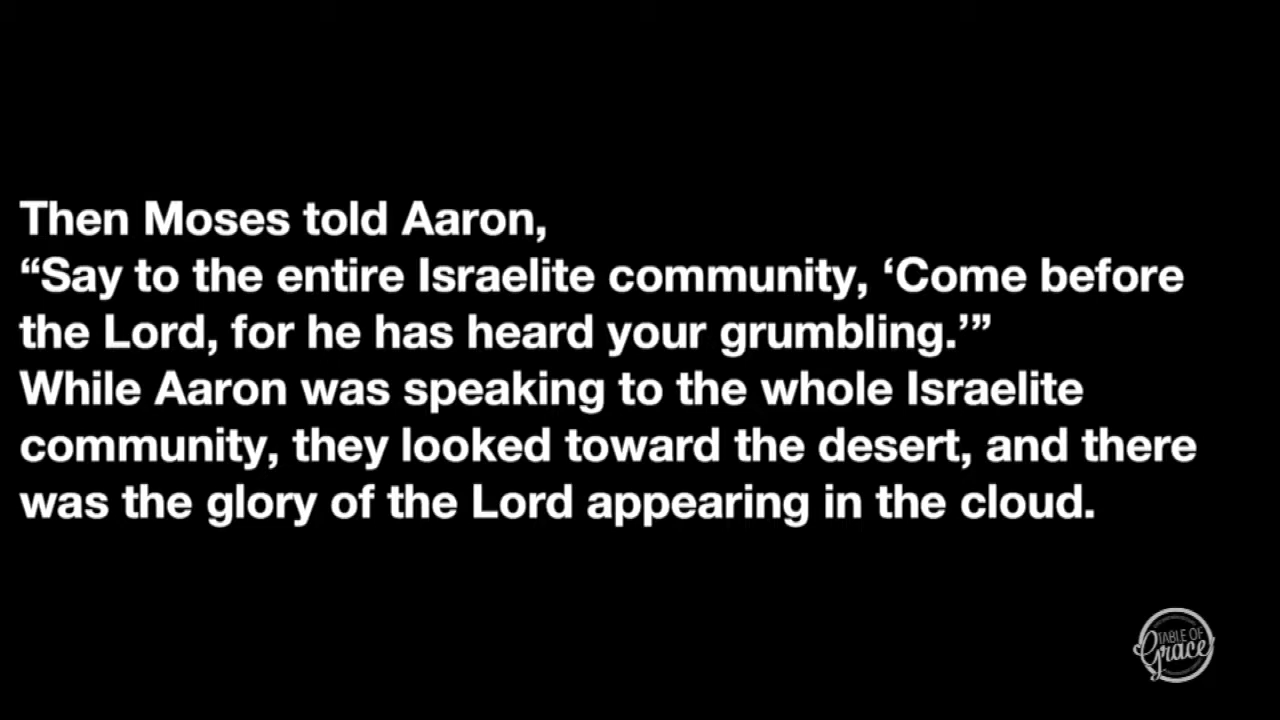 Then Moses told Aaron,
“Say to the entire Israelite community, ‘Come before
the Lord, for he has heard your grumbling.’”
While Aaron was speaking to the whole Israelite
community, they looked toward the desert, and there
was the glory of the Lord appearing in the cloud.
TABLE OF
Grace